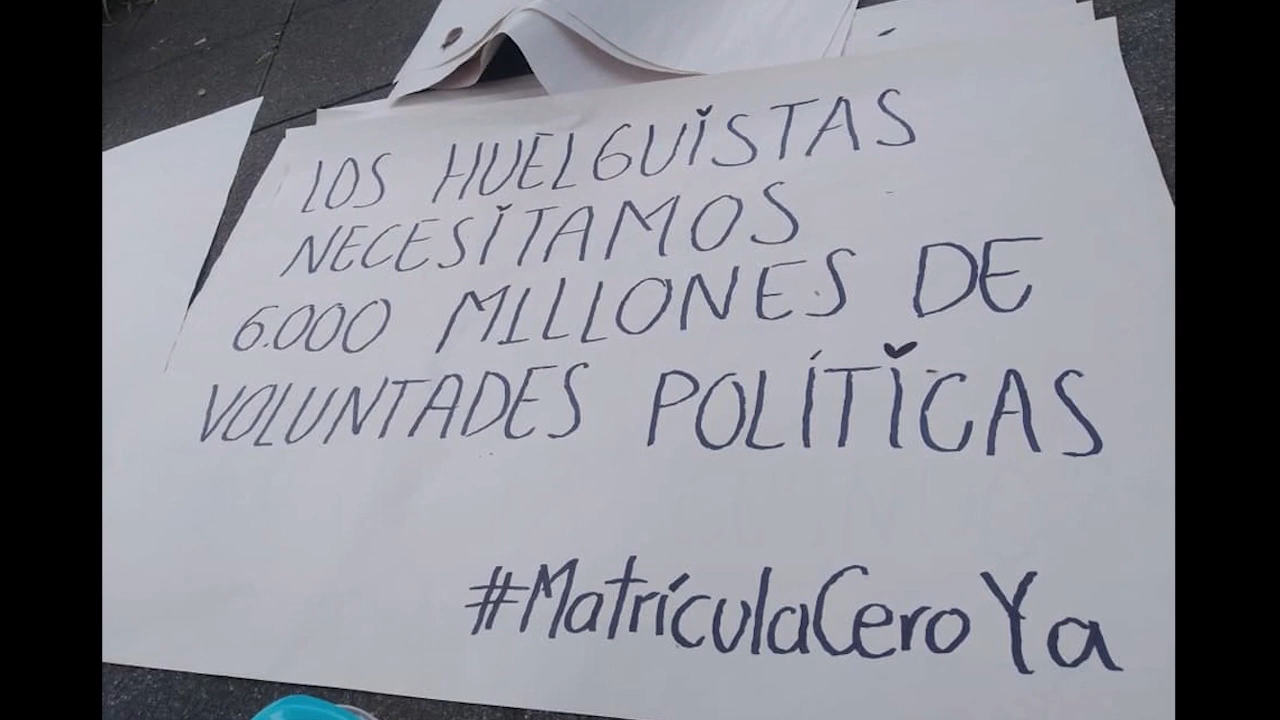 LOS HUELGUISTAS
NECESITAMOS
6.000 MILLONES DE
VOLUNTADES POLÍTICAS
#MatrículaCeroYa